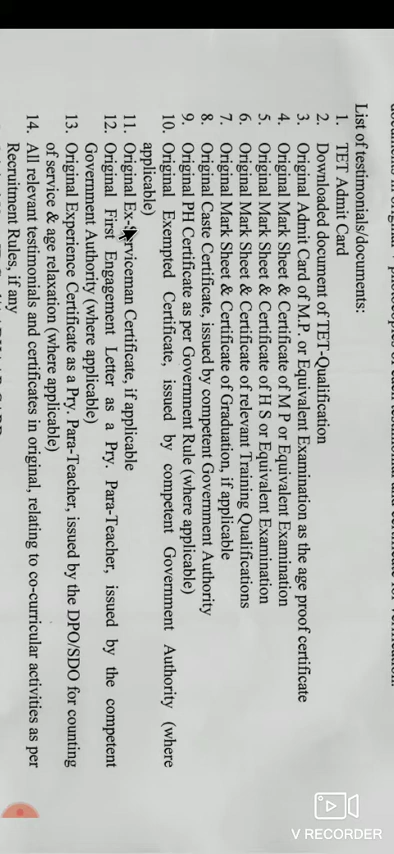 List of testimonials/documents:
1. TET Admit Card
2. Downloaded document of TET-Qualification
3. Original Admit Card of M.P. or Equivalent Examination as the age proof certificate
4. Original Mark Sheet & Certificate of M P or Equivalent Examination
5. Original Mark Sheet & Certificate of H S or Equivalent Examination
6. Original Mark Sheet & Certificate of relevant Training Qualifications
7. Original Mark Sheet & Certificate of Graduation, if applicable
8. Original Caste Certificate, issued by competent Government Authority
9. Original PH Certificate as per Government Rule (where applicable)
10. Original Exempted Certificate, issued by competent Government Authority (where
applicable)
11. Original Ex-Serviceman Certificate, if applicable
12. Original First Engagement Letter as a Pry. Para-Teacher, issued by the competent
Government Authority (where applicable)
13. Original Experience Certificate as a Pry. Para-Teacher, issued by the DPO/SDO for counting
of service & age relaxation (where applicable)
14. All relevant testimonials and certificates in original, relating to co-curricular activities as per
Recruitment Rules, if any
V RECORDER